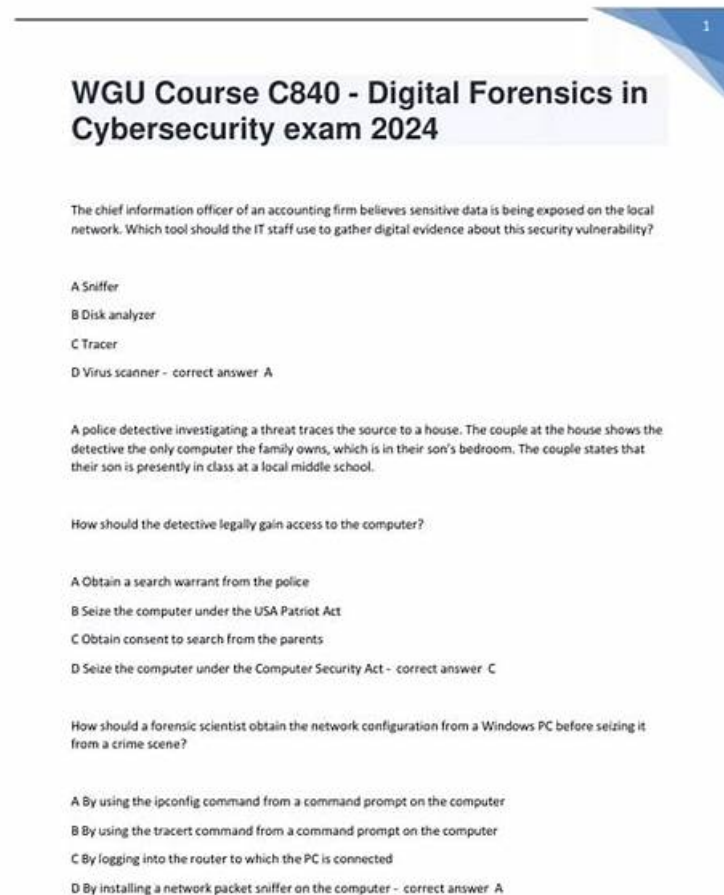 1
WGU Course C840 - Digital Forensics in
Cybersecurity exam 2024
The chief information officer of an accounting firm believes sensitive data is being exposed on the local
network. Which tool should the IT staff use to gather digital evidence about this security vulnerability?
A Sniffer
B Disk analyzer
C Tracer
D Virus scanner - correct answer A
A police detective investigating a threat traces the source to a house. The couple at the house shows the
detective the only computer the family owns, which is in their son's bedroom. The couple states that
their son is presently in class at a local middle school.
How should the detective legally gain access to the computer?
A Obtain a search warrant from the police
B Seize the computer under the USA Patriot Act
C Obtain consent to search from the parents
D Seize the computer under the Computer Security Act - correct answer C
How should a forensic scientist obtain the network configuration from a Windows PC before seizing it
from a crime scene?
A By using the ipconfig command from a command prompt on the computer
B By using the tracert command from a command prompt on the computer
C By logging into the router to which the PC is connected
D By installing a network packet sniffer on the computer - correct answer A